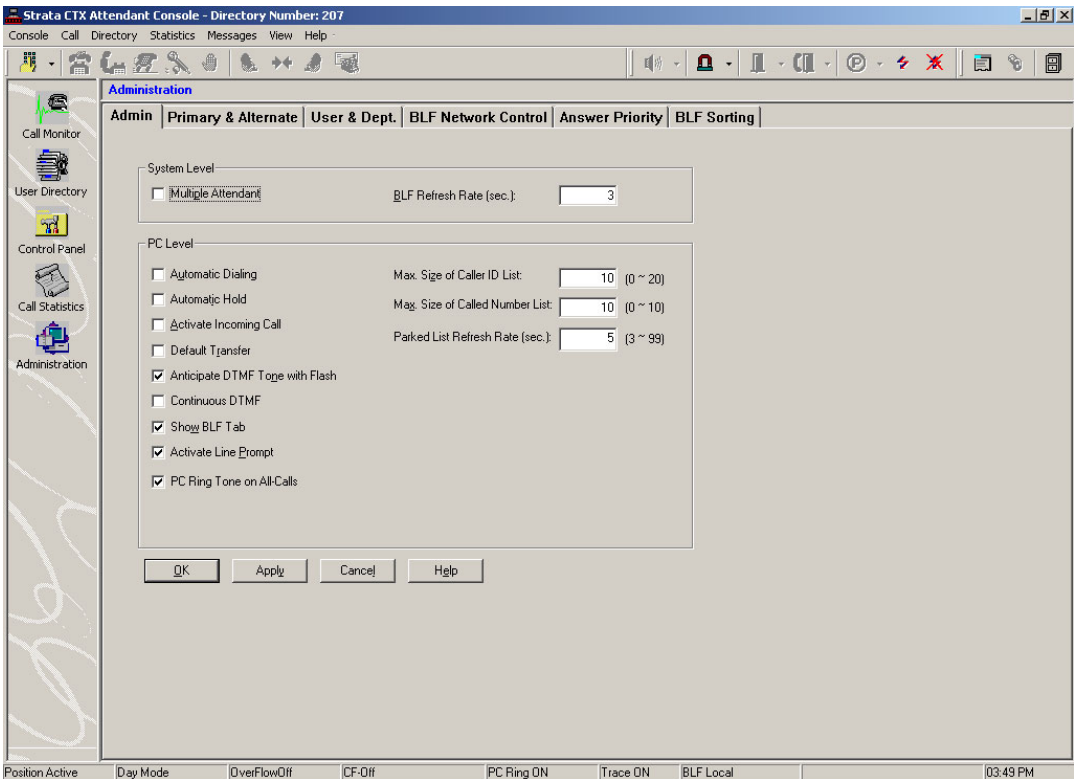 Strata CTX Attendant Console - Directory Number: 207
Console Call Directory Statistics Messages View Help
Administration
Admin Primary & Alternate User & Dept. BLF Network Control Answer Priority BLF Sorting
Call Monitor
User Directory
Control Panel
Call Statistics
Administration
System Level
Multiple Attendant
BLF Refresh Rate (sec.): 3
PC Level
Automatic Dialing
Automatic Hold
Activate Incoming Call
Default Transfer
Anticipate DTMF Tone with Flash
Continuous DTMF
Show BLF Tab
Activate Line Prompt
PC Ring Tone on All-Calls
Max. Size of Caller ID List: 10 (0 ~ 20)
Max. Size of Called Number List: 10 (0 ~ 10)
Parked List Refresh Rate (sec.): 5 (3 ~ 99)
OK Apply Cancel Help
Position Active Day Mode OverFlowOff CF-Off PC Ring ON Trace ON BLF Local 03:49 PM